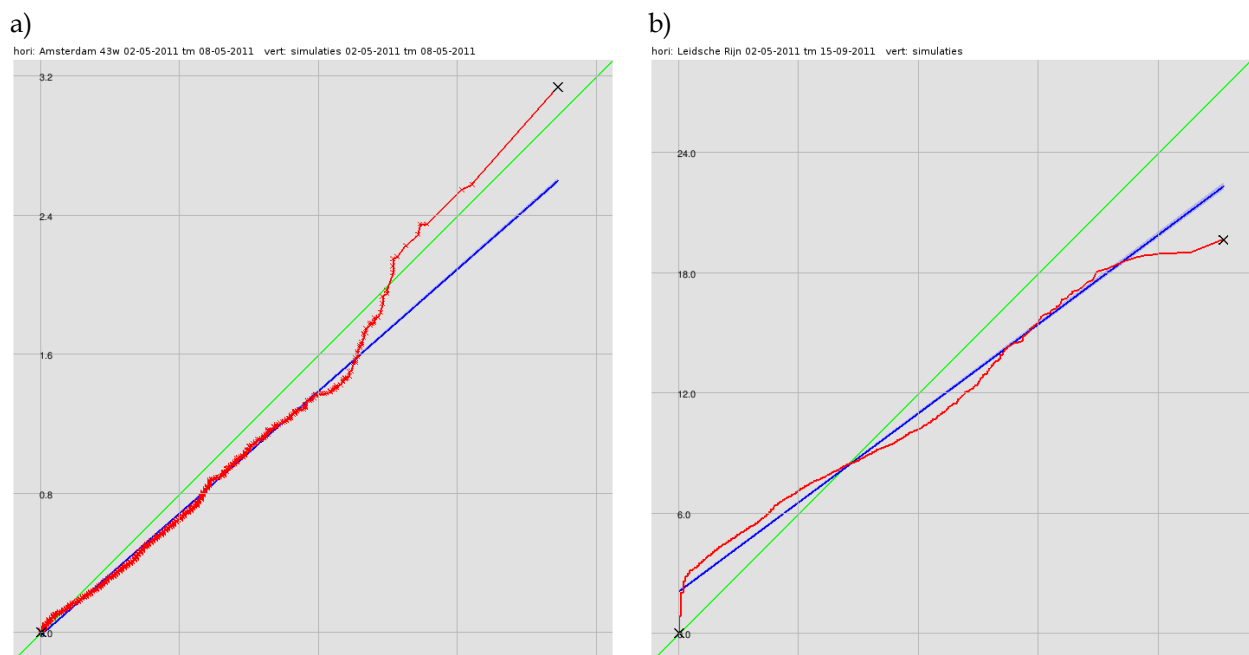 a)
hori: Amsterdam 43w 02-05-2011 tm 08-05-2011 vert: simulaties 02-05-2011 tm 08-05-2011
3.2
2.4
1.6
0.8
b)
hori: Leidsche Rijn 02-05-2011 tm 15-09-2011 vert: simulaties
24.0
18.0
12.0
6.0